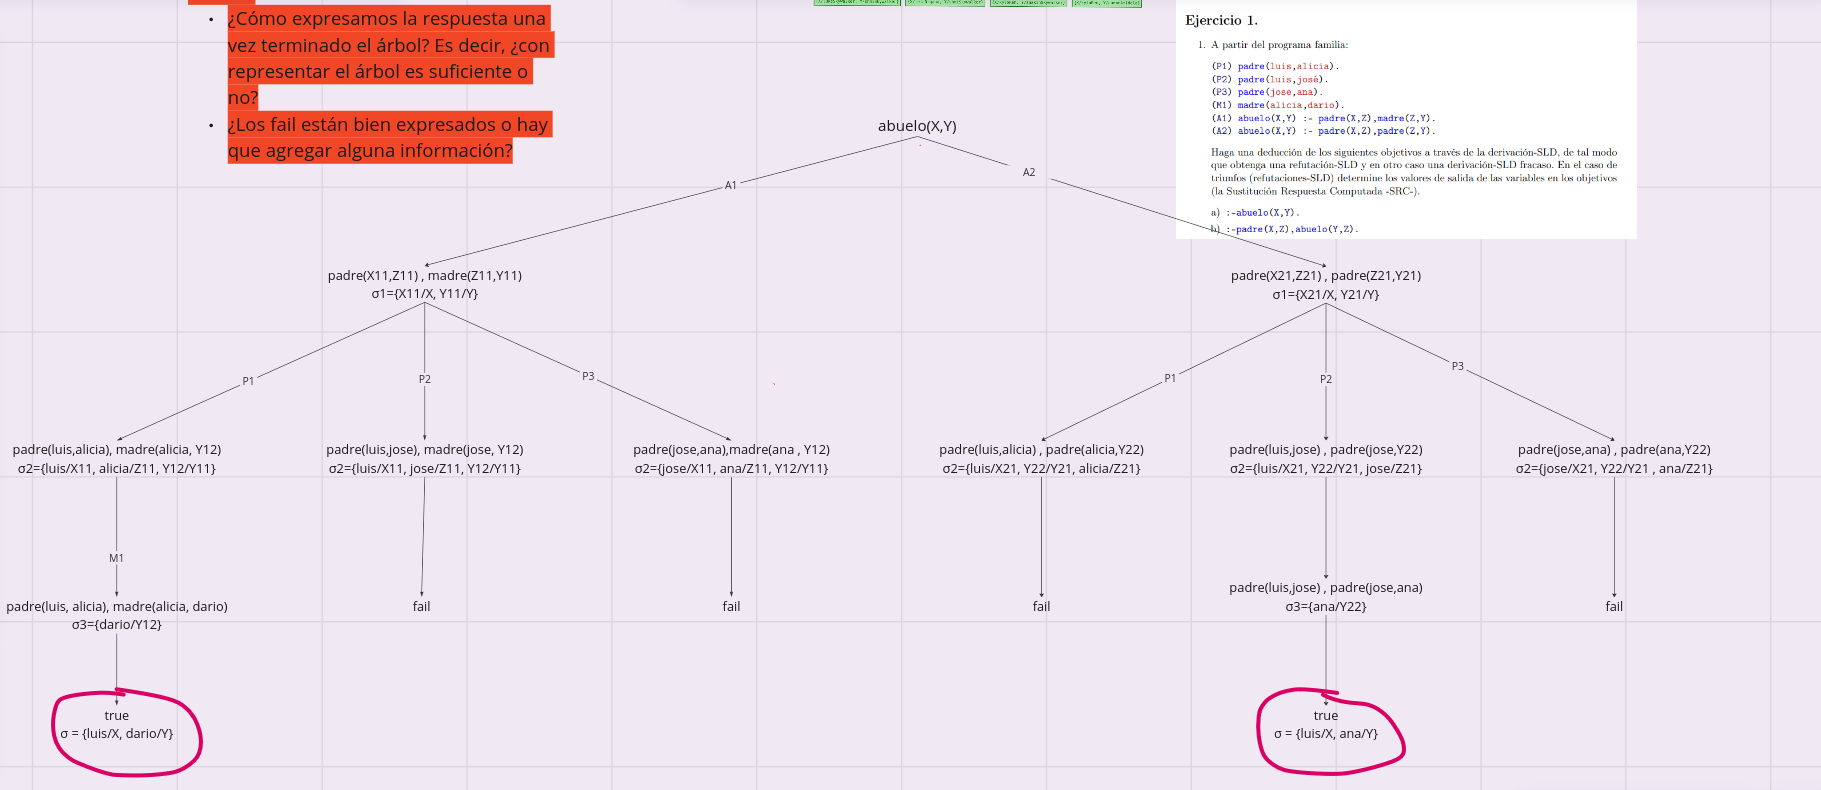 • ¿Cómo expresamos la respuesta una
vez terminado el árbol? Es decir, ¿con
representar el árbol es suficiente o
no?
• ¿Los fail están bien expresados o hay
que agregar alguna información?
Ejercicio 1.
1. A partir del programa familia:
(P1) padre(luis,alicia).
(P2) padre(luis,josé).
(P3) padre(jose,ana).
(M1) madre(alicia,dario).
(A1) abuelo(X,Y) :- padre(X,Z),madre(Z,Y).
(A2) abuelo(X,Y) :- padre(X,Z),padre(Z,Y).
Haga una deducción de los siguientes objetivos a través de la derivación-SLD, de tal modo
que obtenga una refutación-SLD y en otro caso una derivación-SLD fracaso. En el caso de
triunfos (refutaciones-SLD) determine los valores de salida de las variables en los objetivos
(la Sustitución Respuesta Computada -SRC-).
a) :-abuelo(X,Y).
b) :-padre(X,Z),abuelo(Y,Z).
abuelo(X,Y)
A1
A2
padre(X11,Z11) , madre(Z11,Y11)
σ1={X11/X, Y11/Y}
padre(X21,Z21) , padre(Z21,Y21)
σ1={X21/X, Y21/Y}
P1
P2
P3
P1
P2
P3
padre(luis,alicia), madre(alicia, Y12)
σ2={luis/X11, alicia/Z11, Y12/Y11}
padre(luis,jose), madre(jose, Y12)
σ2={luis/X11, jose/Z11, Y12/Y11}
padre(jose,ana),madre(ana , Y12)
σ2={jose/X11, ana/Z11, Y12/Y11}
padre(luis,alicia) , padre(alicia,Y22)
σ2={luis/X21, Y22/Y21, alicia/Z21}
padre(luis,jose) , padre(jose,Y22)
σ2={luis/X21, Y22/Y21, jose/Z21}
padre(jose,ana) , padre(ana,Y22)
σ2={jose/X21, Y22/Y21 , ana/Z21}
M1
padre(luis, alicia), madre(alicia, dario)
σ3={dario/Y12}
fail
fail
fail
padre(luis,jose) , padre(jose,ana)
σ3={ana/Y22}
fail
true
σ = {luis/X, dario/Y}
true
σ = {luis/X, ana/Y}